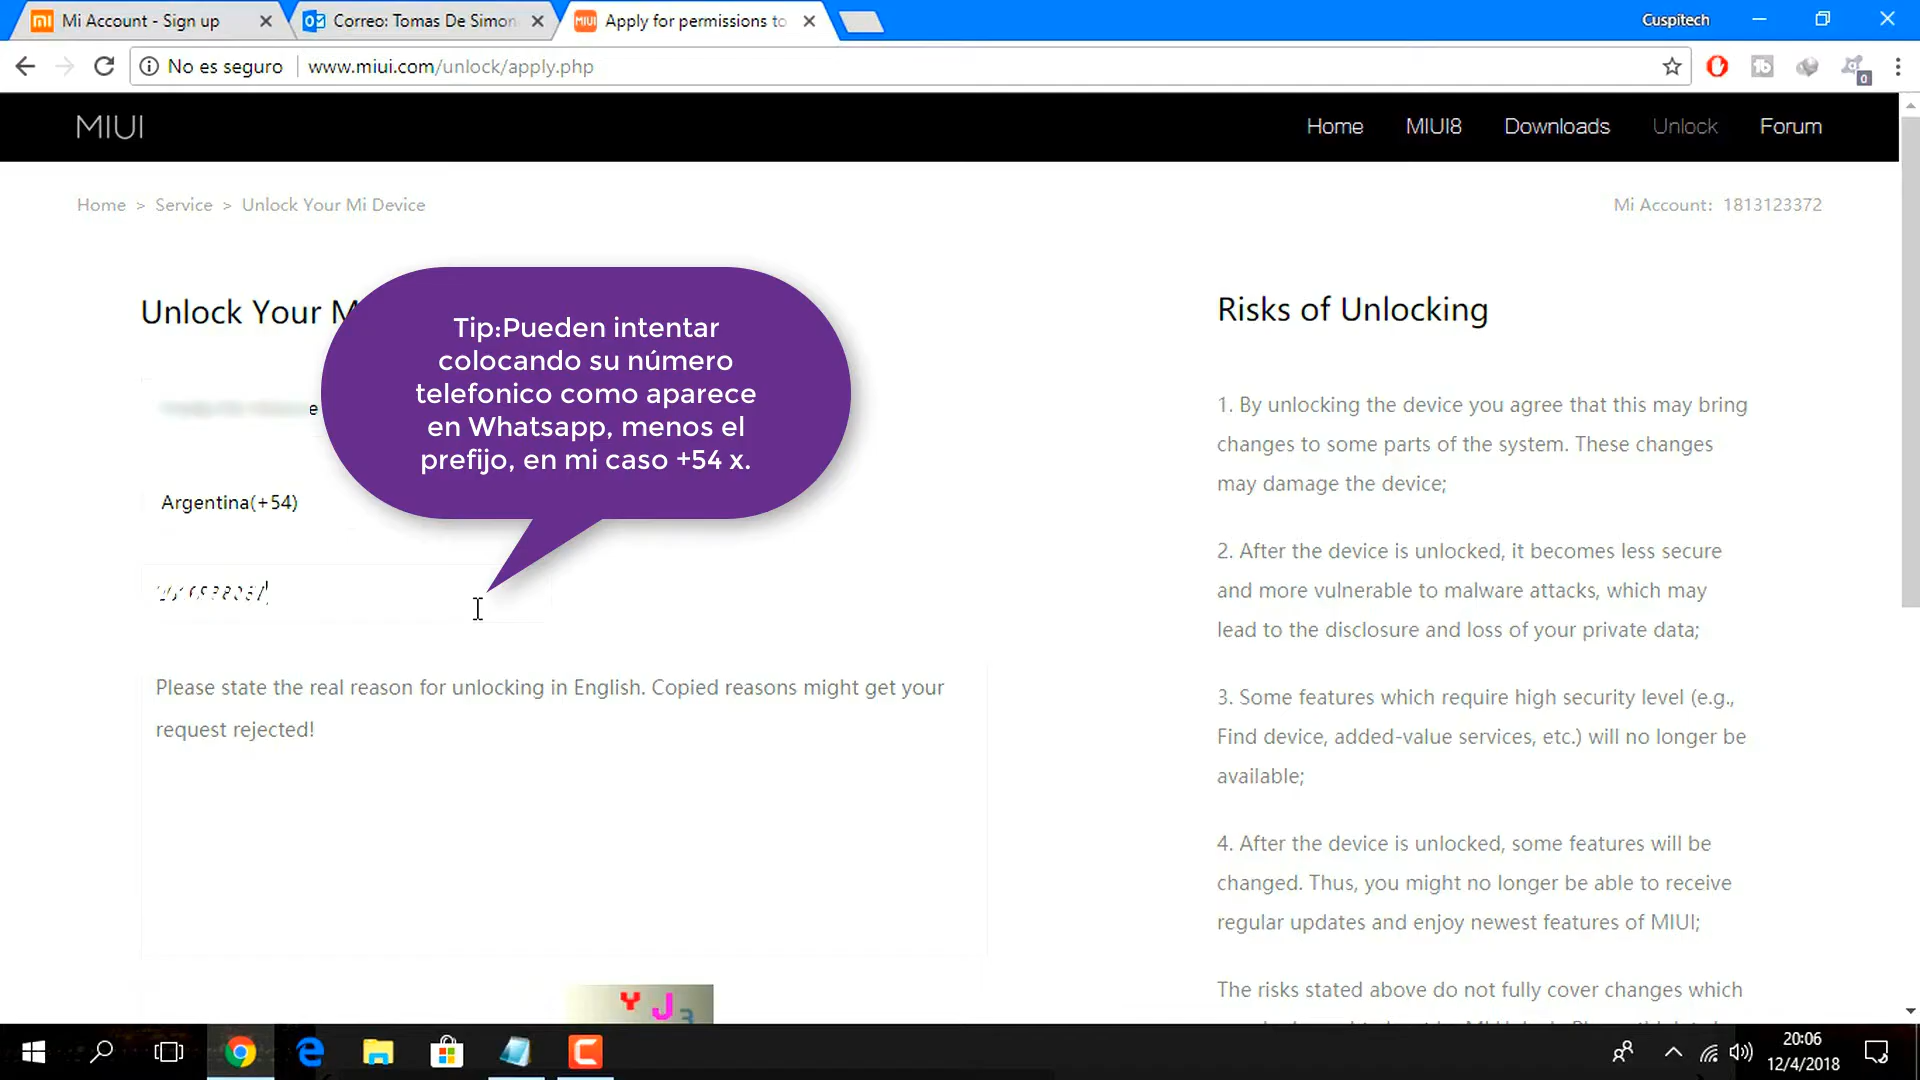 Mi Account - Sign up
Correo: Tomas De Simon
Apply for permissions to
Cuspitech
No es seguro
www.miui.com/unlock/apply.php
0
MIUI
Home
MIUI8
Downloads
Unlock
Forum
Home > Service > Unlock Your Mi Device
Mi Account: 1813123372
Unlock Your M
Tip:Pueden intentar
colocando su número
telefonico como aparece
en Whatsapp, menos el
prefijo, en mi caso +54 x.
Argentina(+54)
Please state the real reason for unlocking in English. Copied reasons might get your
request rejected!
Y J 3
Risks of Unlocking
1. By unlocking the device you agree that this may bring
changes to some parts of the system. These changes
may damage the device;
2. After the device is unlocked, it becomes less secure
and more vulnerable to malware attacks, which may
lead to the disclosure and loss of your private data;
3. Some features which require high security level (e.g.,
Find device, added-value services, etc.) will no longer be
available;
4. After the device is unlocked, some features will be
changed. Thus, you might no longer be able to receive
regular updates and enjoy newest features of MIUI;
The risks stated above do not fully cover changes which
20:06
12/4/2018